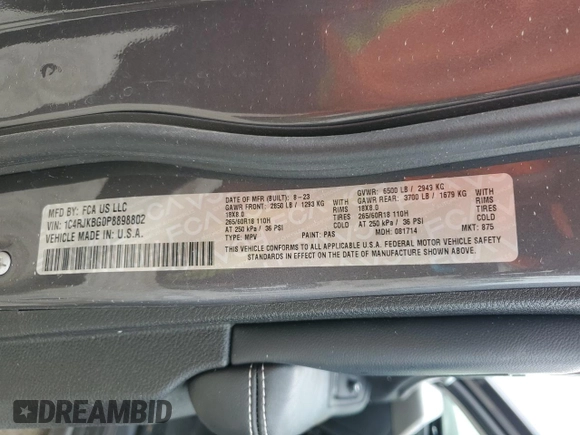 MFD BY: FCA US LLC
VIN: 1C4RJKBG0P8898802
VEHICLE MADE IN: U.S.A.
DATE OF MFR (BUILT): 8-23
GAWR FRONT: 2850 LB / 1293 KG
18X8.0
265/60R18 110H
AT 250 kPa / 36 PSI
TYPE: MPV
PAINT: PAS
RIMS
TIRES
COLD
MDH: 081714
GVWR: 6500 LB / 2943 KG
GAWR REAR: 3700 LB / 1679 KG
18X8.0
265/60R18 110H
AT 250 kPa / 36 PSI
RIMS
TIRES
COLD
MKT: 875
THIS VEHICLE CONFORMS TO ALL APPLICABLE U.S.A. FEDERAL MOTOR VEHICLE SAFETY
STANDARDS IN EFFECT ON THE DATE OF MANUFACTURE SHOWN ABOVE.
DREAMBID